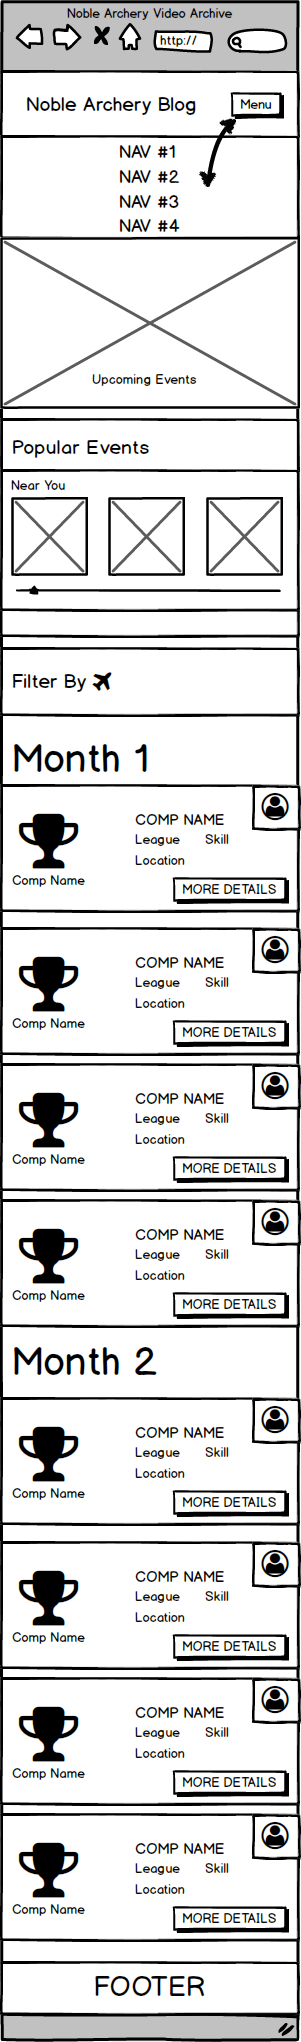 Noble Archery Video Archive
http://
Noble Archery Blog
Menu
NAV #1
NAV #2
NAV #3
NAV #4
Upcoming Events
Popular Events
Near You
Filter By
Month 1
COMP NAME
League Skill
Location
Comp Name
MORE DETAILS
COMP NAME
League Skill
Location
Comp Name
MORE DETAILS
COMP NAME
League Skill
Location
Comp Name
MORE DETAILS
COMP NAME
League Skill
Location
Comp Name
MORE DETAILS
Month 2
COMP NAME
League Skill
Location
Comp Name
MORE DETAILS
COMP NAME
League Skill
Location
Comp Name
MORE DETAILS
COMP NAME
League Skill
Location
Comp Name
MORE DETAILS
COMP NAME
League Skill
Location
Comp Name
MORE DETAILS
FOOTER